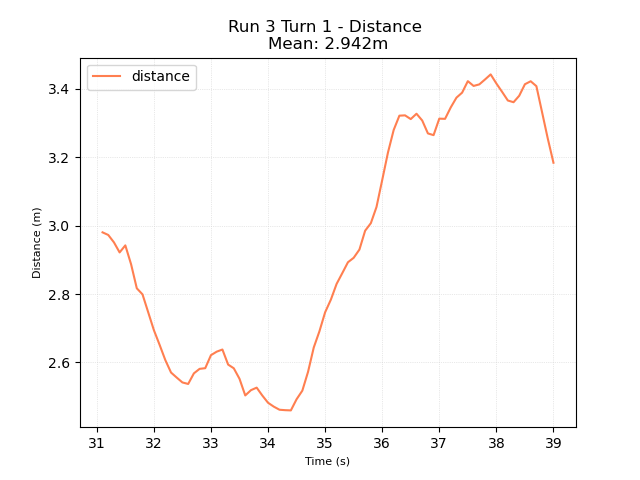 Run 3 Turn 1 - Distance
Mean: 2.942m
distance
3.4
3.2
3.0
2.8
2.6
Distance (m)
31 32 33 34 35 36 37 38 39
Time (s)